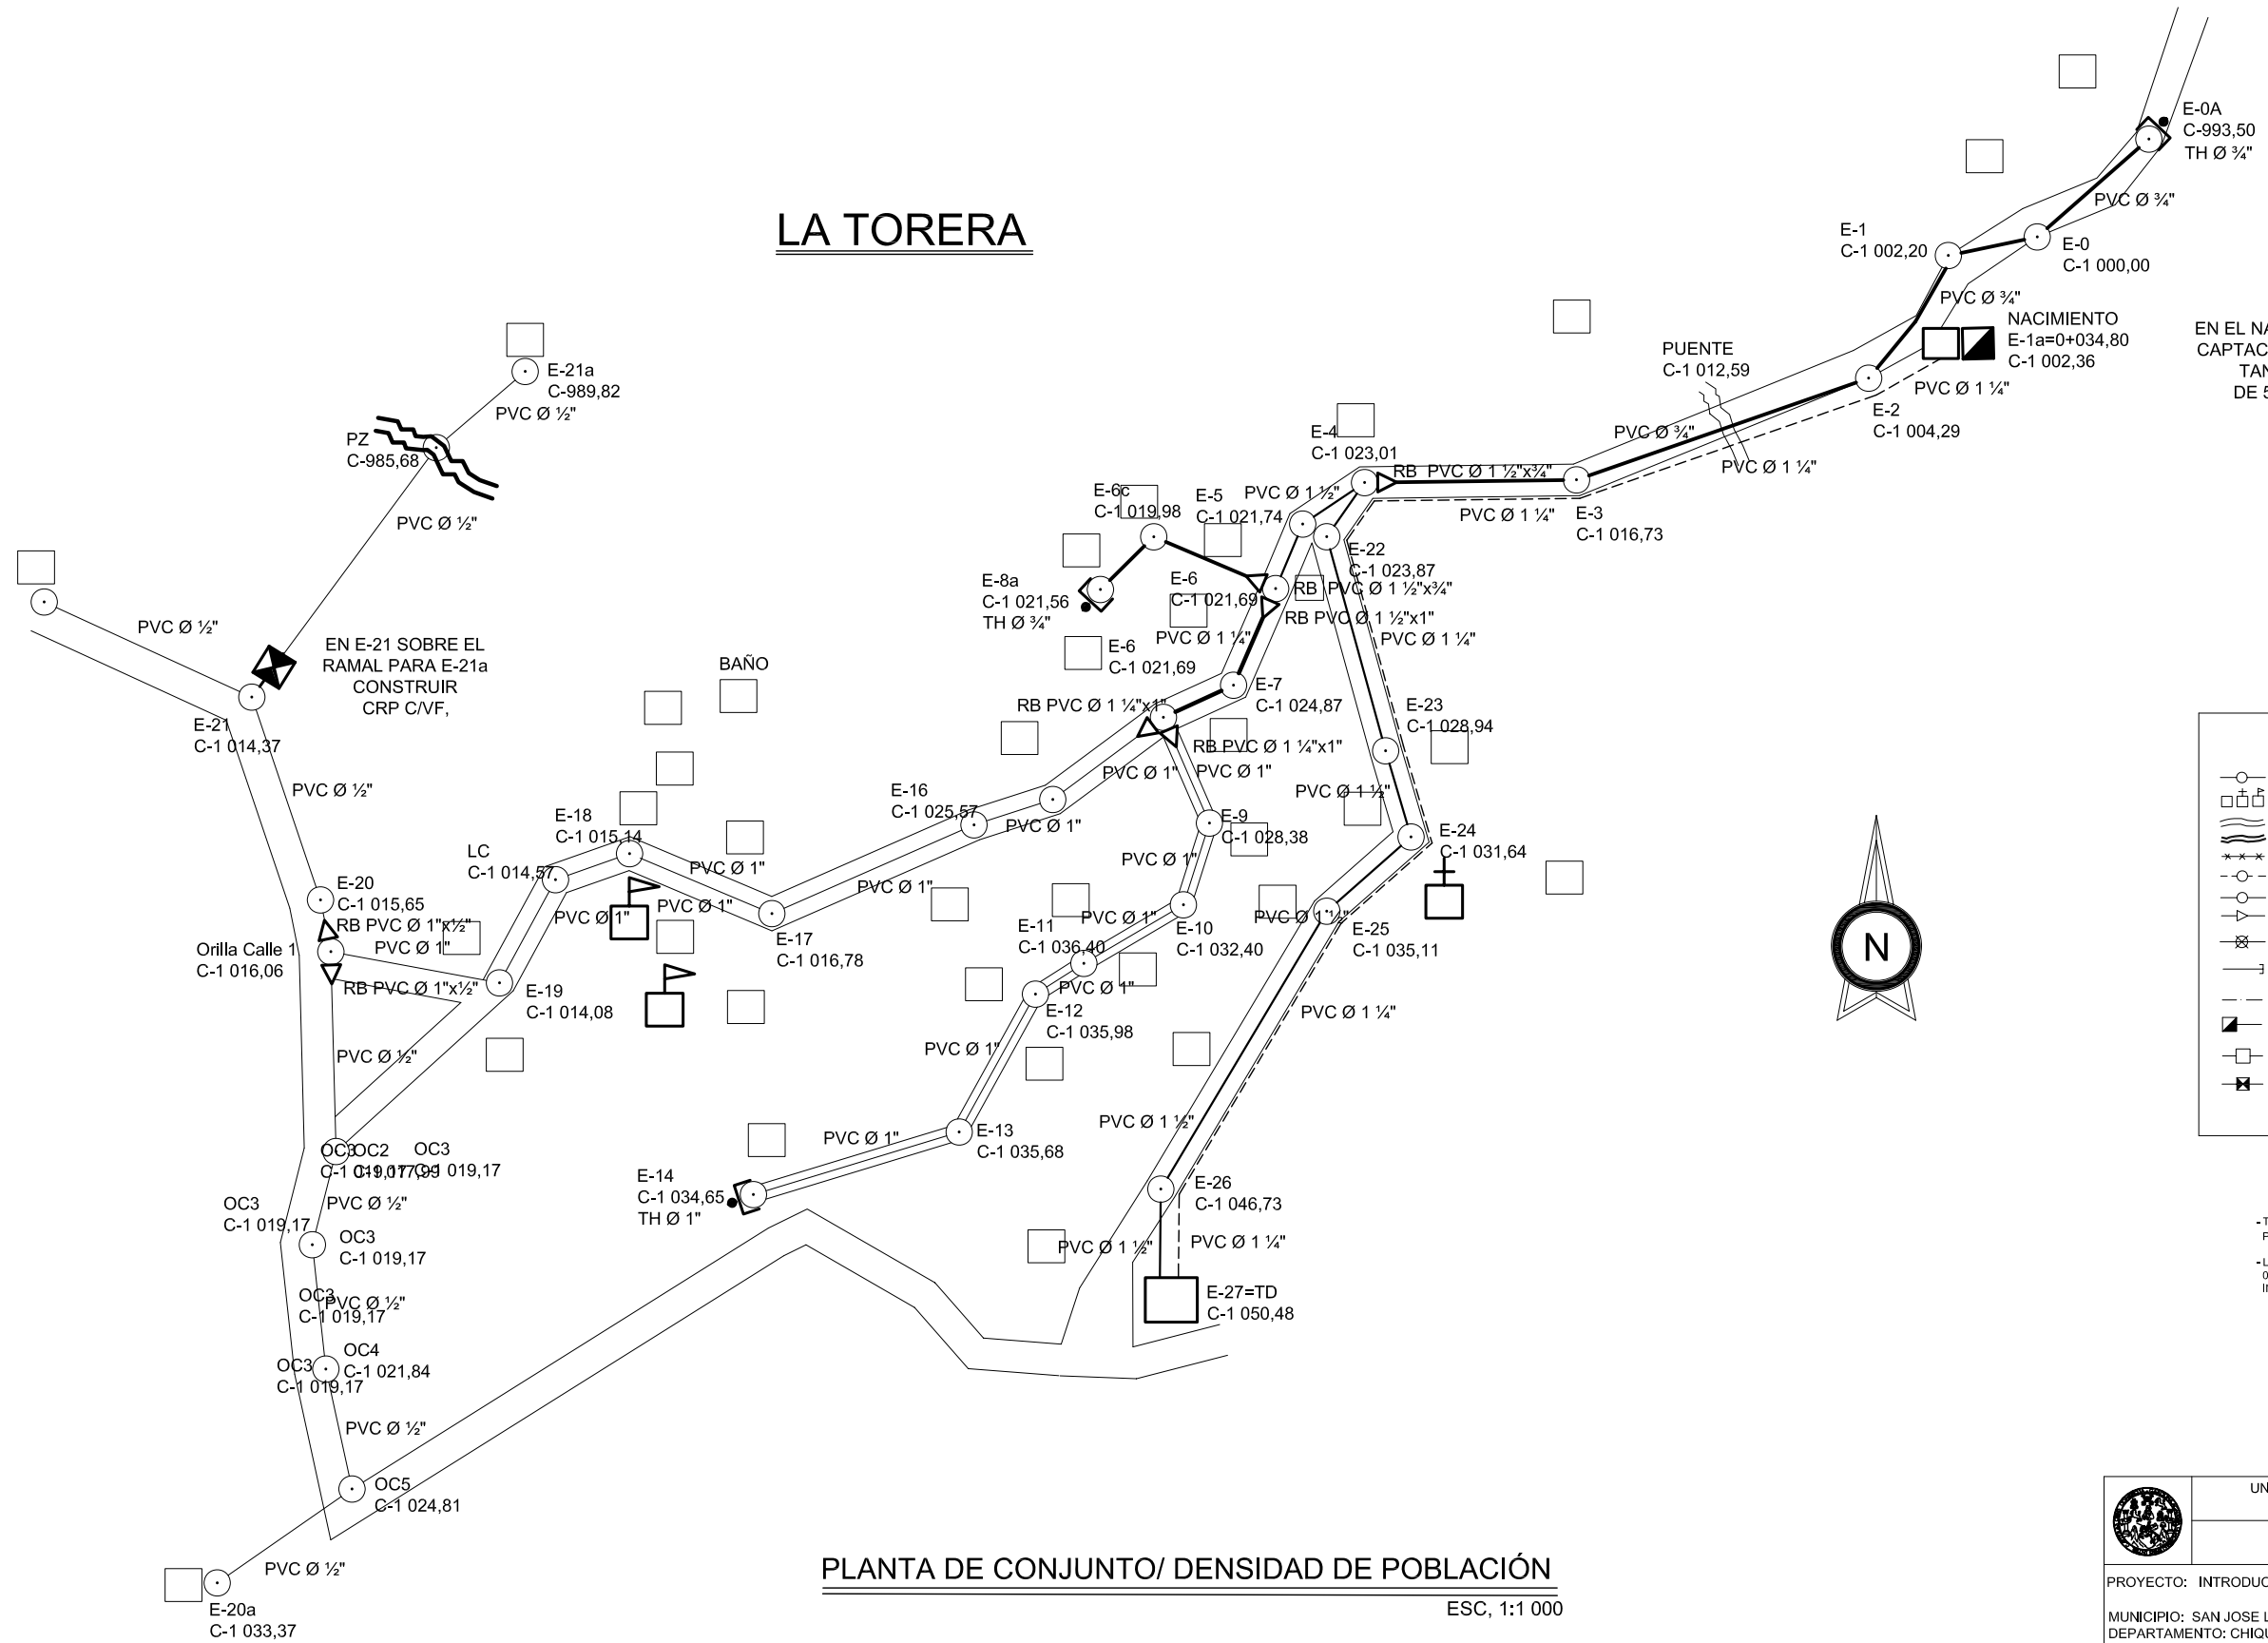 LA TORERA
E-0A
C-993,50
TH Ø ¾"
PVC Ø ¾"
E-1
C-1 002,20
E-0
C-1 000,00
PVC Ø ¾"
NACIMIENTO
E-1a=0+034,80
C-1 002,36
EN EL NA
CAPTAC
TAN
DE 5
PUENTE
C-1 012,59
PVC Ø 1 ¼"
E-2
C-1 004,29
PVC Ø ¾"
PVC Ø 1 ¼"
E-21a
C-989,82
PVC Ø ½"
PZ
C-985,68
PVC Ø ½"
E-4
C-1 023,01
RB PVC Ø 1 ½"x¾"
PVC Ø 1 ¼"
E-3
C-1 016,73
E-6c
C-1 019,98
E-5
C-1 021,74
PVC Ø 1 ½"
E-22
C-1 023,87
E-8a
C-1 021,56
TH Ø ¾"
E-6
C-1 021,69
RB PVC Ø 1 ½"x¾"
RB PVC Ø 1 ½"x1"
PVC Ø 1 ¼"
PVC Ø 1 ¼"
E-6
C-1 021,69
PVC Ø ½"
EN E-21 SOBRE EL
RAMAL PARA E-21a
CONSTRUIR
CRP C/VF,
BAÑO
E-7
C-1 024,87
RB PVC Ø 1 ¼"x1"
E-23
C-1 028,94
E-21
C-1 014,37
RB PVC Ø 1 ¼"x1"
PVC Ø 1"
PVC Ø 1"
PVC Ø ½"
PVC Ø 1 ½"
E-16
C-1 025,57
PVC Ø 1"
E-18
C-1 015,14
E-9
C-1 028,38
E-24
C-1 031,64
LC
C-1 014,57
PVC Ø 1"
PVC Ø 1"
PVC Ø 1"
E-20
C-1 015,65
RB PVC Ø 1"x½"
PVC Ø 1"
PVC Ø 1"
PVC Ø 1"
PVC Ø 1"
PVC Ø 1 ½"
E-11
C-1 036,40
E-10
C-1 032,40
E-25
C-1 035,11
Orilla Calle 1
C-1 016,06
E-17
C-1 016,78
N
RB PVC Ø 1"x½"
E-19
C-1 014,08
PVC Ø 1"
E-12
C-1 035,98
PVC Ø 1 ¼"
PVC Ø ½"
PVC Ø 1"
PVC Ø 1 ½"
PVC Ø 1"
E-13
C-1 035,68
OC3
OC2
OC3
C-1 019,17
C-1 017,99
C-1 019,17
E-14
C-1 034,65
TH Ø 1"
E-26
C-1 046,73
OC3
C-1 019,17
PVC Ø ½"
OC3
C-1 019,17
PVC Ø 1 ½"
PVC Ø 1 ¼"
E-27=TD
C-1 050,48
OC3
C-1 019,17
PVC Ø ½"
OC3
C-1 019,17
OC4
C-1 021,84
PVC Ø ½"
OC5
C-1 024,81
PVC Ø ½"
E-20a
C-1 033,37
PLANTA DE CONJUNTO/ DENSIDAD DE POBLACIÓN
ESC, 1:1 000
UN
PROYECTO: INTRODUC
MUNICIPIO: SAN JOSE L
DEPARTAMENTO: CHIQU